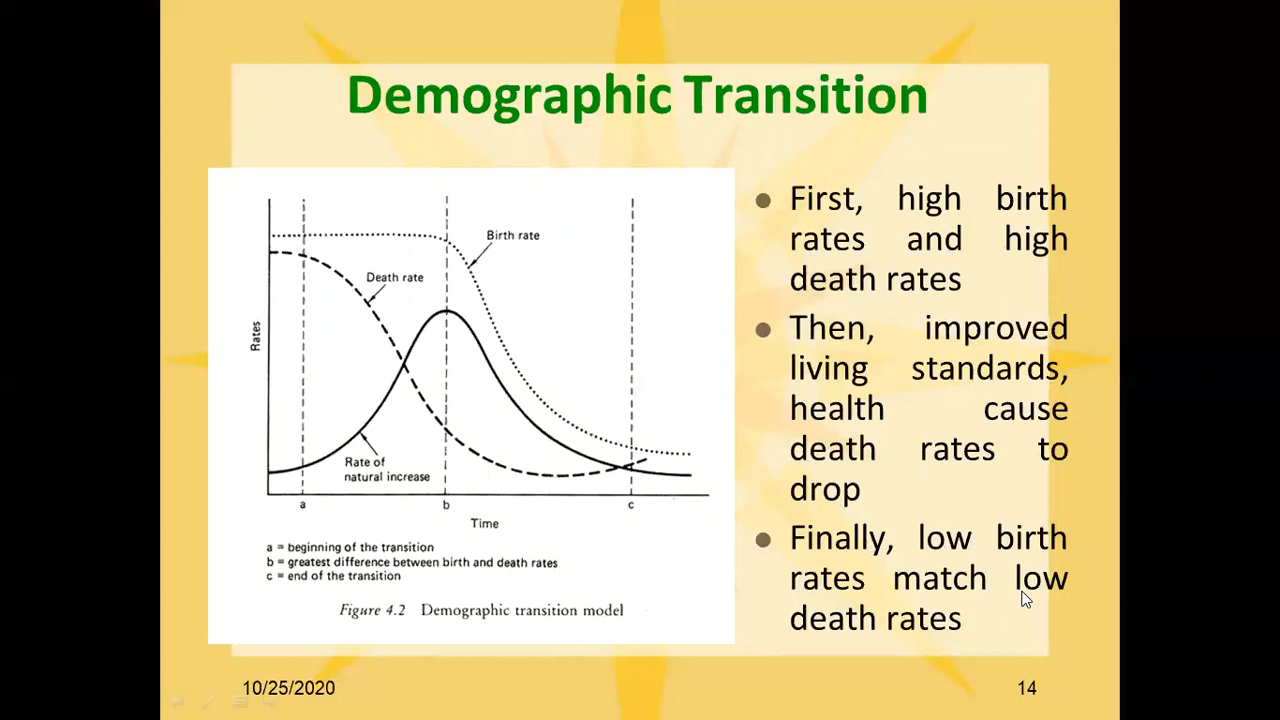 Demographic Transition
Birth rate
Death rate
Rates
Rate of
natural increase
a
b
c
Time
a = beginning of the transition
b = greatest difference between birth and death rates
c = end of the transition
Figure 4.2 Demographic transition model
First, high birth
rates and high
death rates
Then, improved
living standards,
health cause
death rates to
drop
Finally, low birth
rates match low
death rates
10/25/2020
14